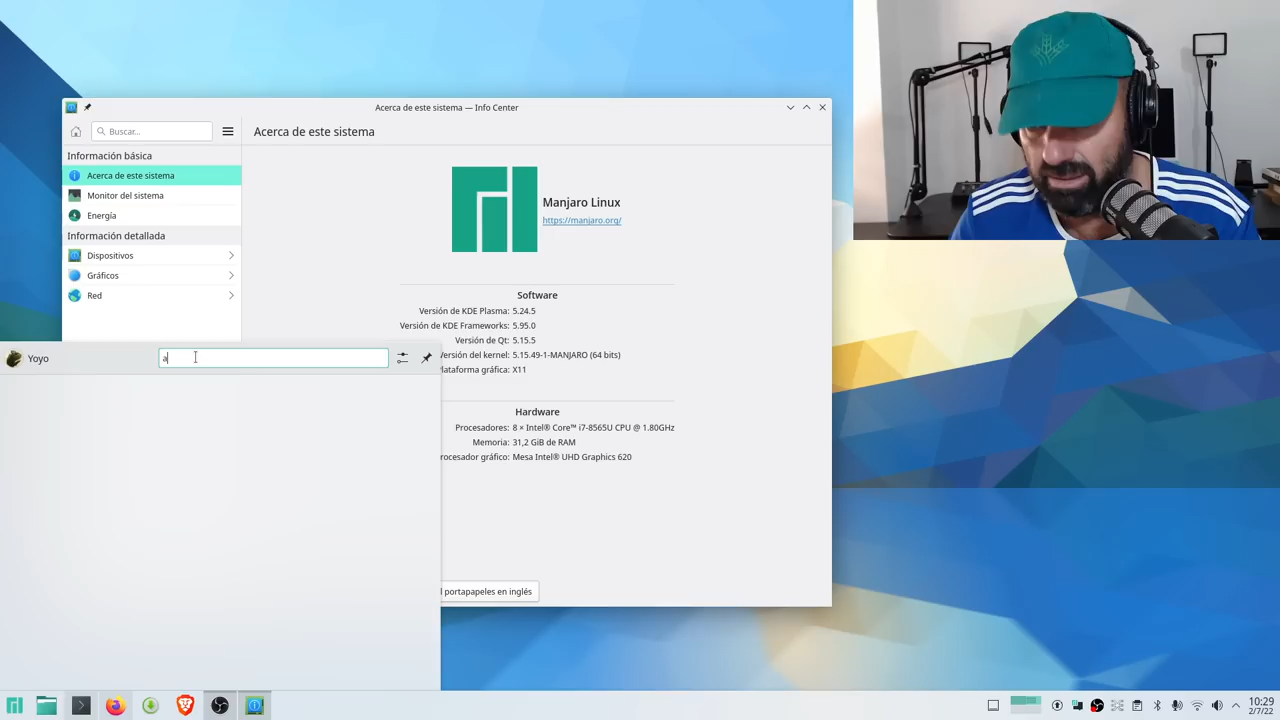 Acerca de este sistema — Info Center
Buscar...
Acerca de este sistema
Información básica
Acerca de este sistema
Monitor del sistema
Energía
Información detallada
Dispositivos
Gráficos
Red
Manjaro Linux
https://manjaro.org/
Software
Versión de KDE Plasma: 5.24.5
Versión de KDE Frameworks: 5.95.0
Versión de Qt: 5.15.5
ersión del kernel: 5.15.49-1-MANJARO (64 bits)
lataforma gráfica: X11
Hardware
Procesadores: 8 × Intel® Core™ i7-8565U CPU @ 1.80GHz
Memoria: 31,2 GiB de RAM
rocesador gráfico: Mesa Intel® UHD Graphics 620
l portapapeles en inglés
Yoyo
a
10:29
2/7/22